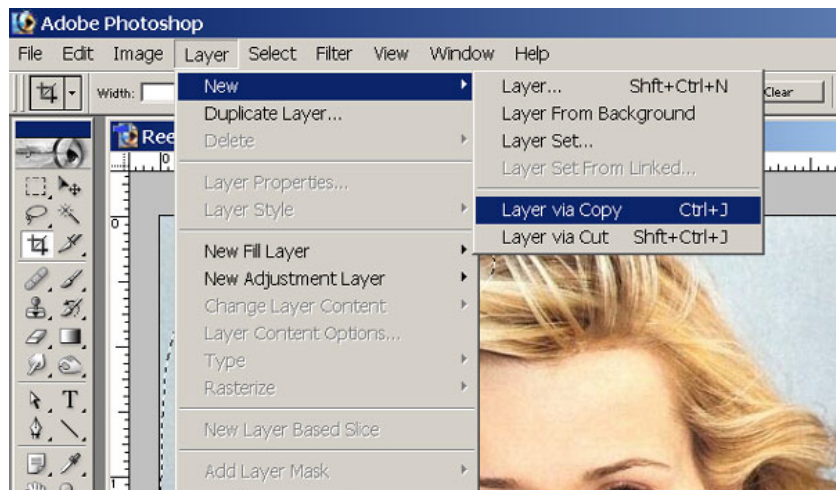 Adobe Photoshop
File Edit Image Layer Select Filter View Window Help
Width:
Clear
New
Duplicate Layer...
Delete
Layer Properties...
Layer Style
New Fill Layer
New Adjustment Layer
Change Layer Content
Layer Content Options...
Type
Rasterize
New Layer Based Slice
Add Layer Mask
Layer... Shft+Ctrl+N
Layer From Background
Layer Set...
Layer Set From Linked...
Layer via Copy Ctrl+J
Layer via Cut Shft+Ctrl+J
Ree
0
0
1
T